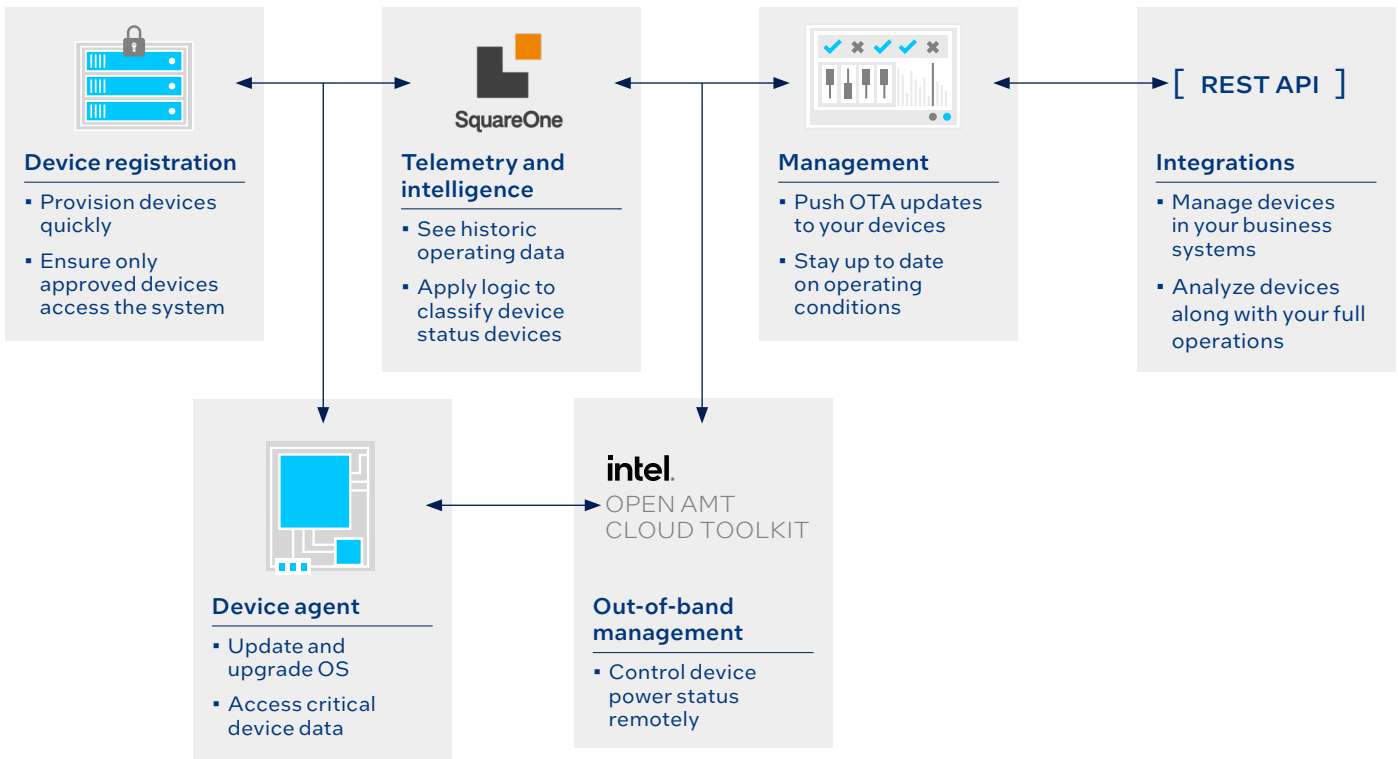 Device registration
▪ Provision devices
quickly
▪ Ensure only
approved devices
access the system
SquareOne
Telemetry and
intelligence
▪ See historic
operating data
▪ Apply logic to
classify device
status devices
Management
▪ Push OTA updates
to your devices
▪ Stay up to date
on operating
conditions
[ REST API ]
Integrations
▪ Manage devices
in your business
systems
▪ Analyze devices
along with your full
operations
Device agent
▪ Update and
upgrade OS
▪ Access critical
device data
intel.
OPEN AMT
CLOUD TOOLKIT
Out-of-band
management
▪ Control device
power status
remotely